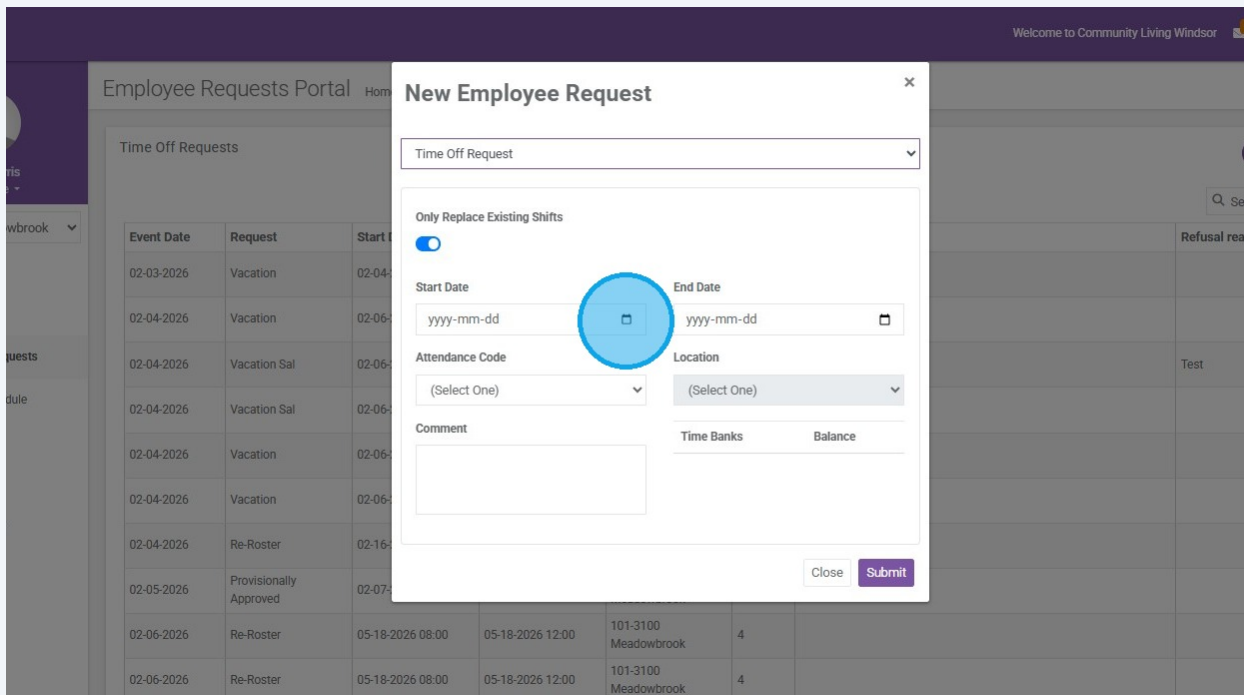 Welcome to Community Living Windsor
Employee Requests Portal
New Employee Request
×
Time Off Requests
Time Off Request
Only Replace Existing Shifts
Start Date End Date
yyyy-mm-dd yyyy-mm-dd
Attendance Code Location
(Select One) (Select One)
Comment
Time Banks Balance
Close Submit
Event Date Request
02-03-2026 Vacation
02-04-2026 Vacation
02-04-2026 Vacation Sal Test
02-04-2026 Vacation Sal
02-04-2026 Vacation
02-04-2026 Vacation
02-04-2026 Re-Roster
02-05-2026 Provisionally
Approved
02-06-2026 Re-Roster 05-18-2026 08:00 05-18-2026 12:00 101-3100
Meadowbrook 4
02-06-2026 Re-Roster 05-18-2026 08:00 05-18-2026 12:00 101-3100
Meadowbrook 4